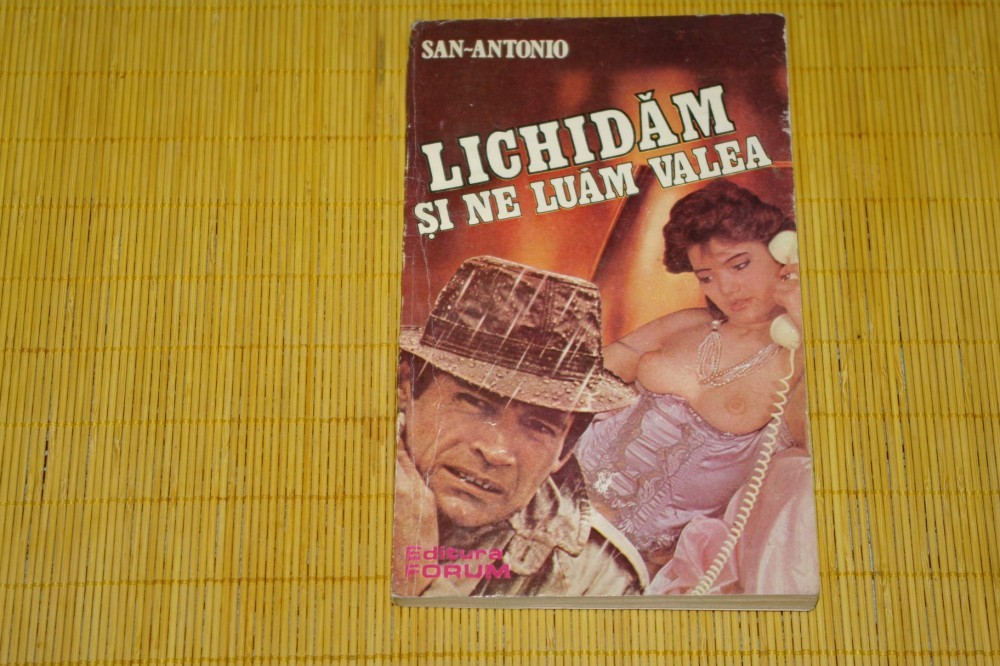 SAN-ANTONIO
LICHIDĂM
ȘI NE LUĂM VALEA
Editura
FORUM